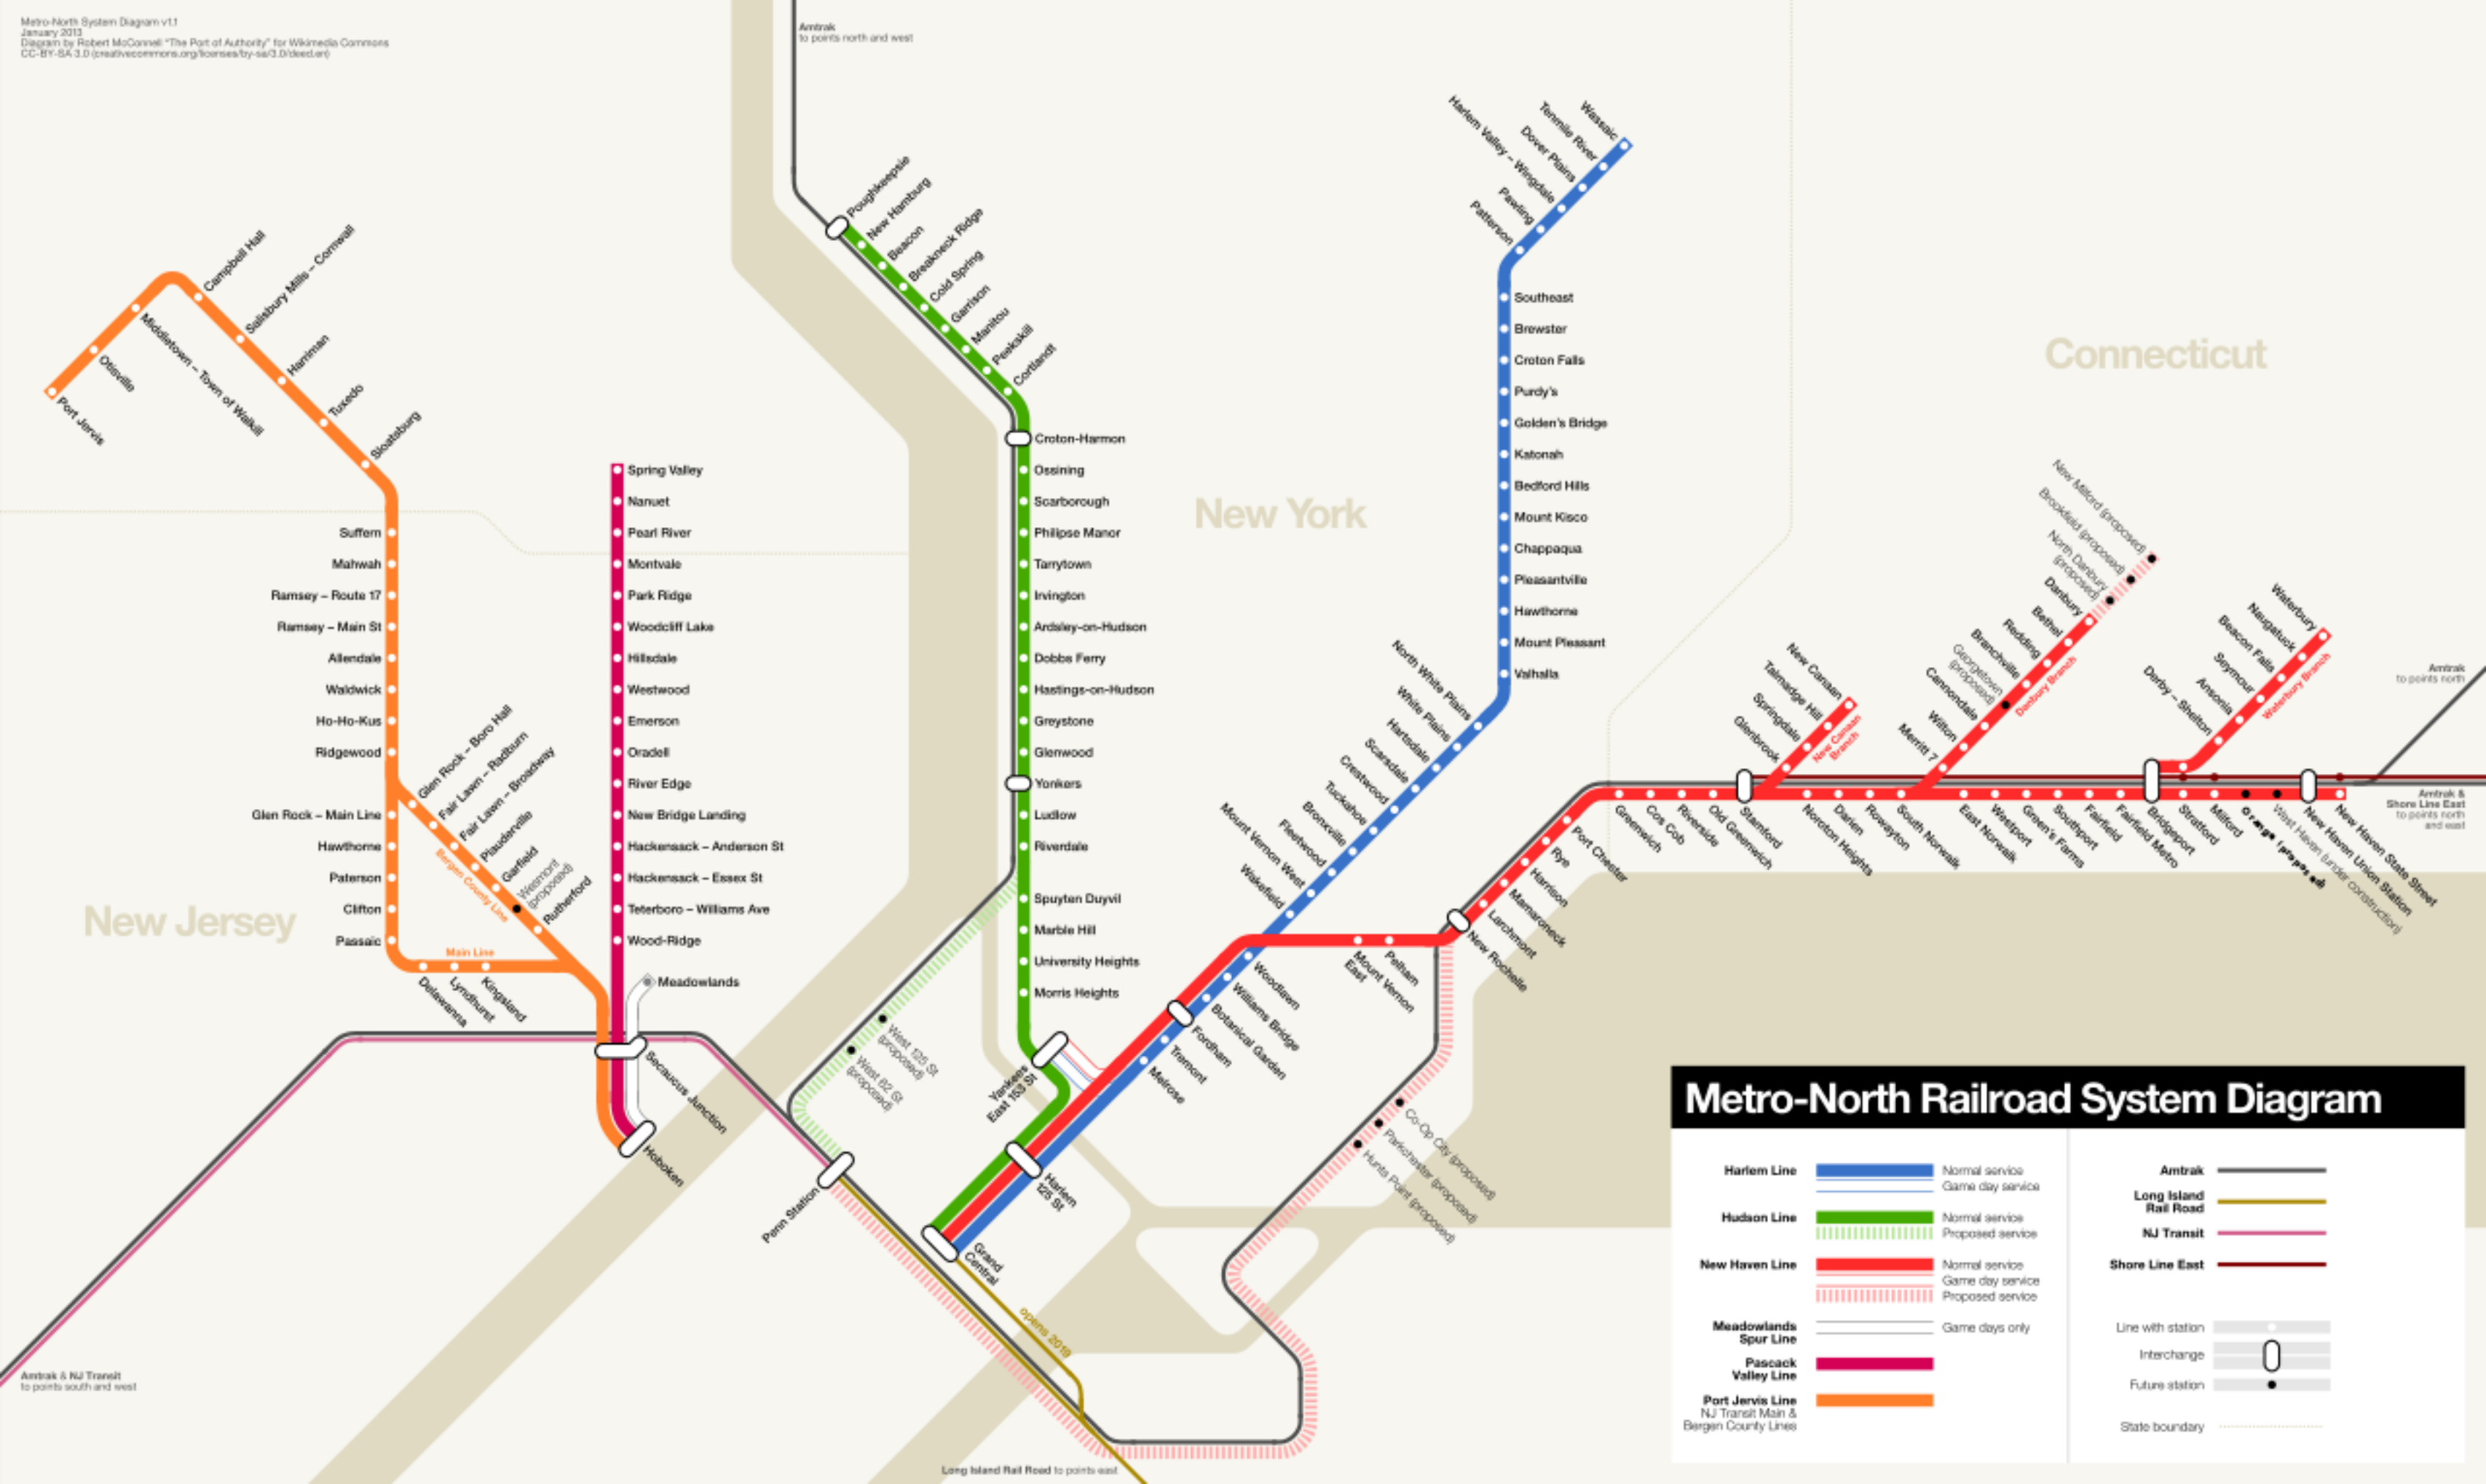 Metro-North System Diagram v1.1
January 2013
Diagram by Robert McConnell "The Port of Authority" for Wikimedia Commons
CC-BY-SA 3.0 (creativecommons.org/licenses/by-sa/3.0/deed.en)
Amtrak
to points north and west
Port Jervis
Otisville
Middletown – Town of Wallkill
Campbell Hall
Salisbury Mills – Cornwall
Harriman
Tuxedo
Sloatsburg
Suffern
Mahwah
Ramsey – Route 17
Ramsey – Main St
Allendale
Waldwick
Ho-Ho-Kus
Ridgewood
Glen Rock – Main Line
Hawthorne
Paterson
Clifton
Passaic
Main Line
Delawanna
Lyndhurst
Kingsland
Glen Rock – Boro Hall
Fair Lawn – Radburn
Fair Lawn – Broadway
Plauderville
Garfield
Wesmont
(proposed)
Rutherford
Bergen County Line
Spring Valley
Nanuet
Pearl River
Montvale
Park Ridge
Woodcliff Lake
Hillsdale
Westwood
Emerson
Oradell
River Edge
New Bridge Landing
Hackensack – Anderson St
Hackensack – Essex St
Teterboro – Williams Ave
Wood-Ridge
Meadowlands
Secaucus Junction
Hoboken
New Jersey
Amtrak & NJ Transit
to points south and west
Poughkeepsie
New Hamburg
Beacon
Breakneck Ridge
Cold Spring
Garrison
Manitou
Peekskill
Cortlandt
Croton-Harmon
Ossining
Scarborough
Philipse Manor
Tarrytown
Irvington
Ardsley-on-Hudson
Dobbs Ferry
Hastings-on-Hudson
Greystone
Glenwood
Yonkers
Ludlow
Riverdale
Spuyten Duyvil
Marble Hill
University Heights
Morris Heights
Yankees
East 153 St
West 125 St
(proposed)
West 62 St
(proposed)
Penn Station
Harlem
125 St
Grand
Central
opens 2019
Long Island Rail Road to points east
New York
Wassaic
Tenmile River
Dover Plains
Harlem Valley – Wingdale
Pawling
Patterson
Southeast
Brewster
Croton Falls
Purdy's
Golden's Bridge
Katonah
Bedford Hills
Mount Kisco
Chappaqua
Pleasantville
Hawthorne
Mount Pleasant
Valhalla
North White Plains
White Plains
Hartsdale
Scarsdale
Crestwood
Tuckahoe
Bronxville
Fleetwood
Mount Vernon West
Wakefield
Woodlawn
Williams Bridge
Botanical Garden
Fordham
Tremont
Melrose
Mount Vernon
East
Pelham
New Rochelle
Larchmont
Mamaroneck
Harrison
Rye
Port Chester
Co-Op City (proposed)
Parkchester (proposed)
Hunts Point (proposed)
Connecticut
Greenwich
Cos Cob
Riverside
Old Greenwich
Stamford
Noroton Heights
Darien
Rowayton
South Norwalk
East Norwalk
Westport
Green's Farms
Southport
Fairfield
Fairfield Metro
Bridgeport
Stratford
Milford
Orange (proposed)
West Haven (under construction)
New Haven Union Station
New Haven State Street
New Canaan
Talmadge Hill
Springdale
Glenbrook
New Canaan
Branch
New Milford (proposed)
Brookfield (proposed)
North Danbury
(proposed)
Danbury
Bethel
Redding
Branchville
Georgetown
(proposed)
Cannondale
Wilton
Merritt 7
Danbury Branch
Waterbury
Naugatuck
Beacon Falls
Seymour
Ansonia
Derby – Shelton
Waterbury Branch
Amtrak
to points north
Amtrak &
Shore Line East
to points north
and east
Metro-North Railroad System Diagram
Harlem Line
Normal service
Game day service
Hudson Line
Normal service
Proposed service
New Haven Line
Normal service
Game day service
Proposed service
Meadowlands
Spur Line
Game days only
Pascack
Valley Line
Port Jervis Line
NJ Transit Main &
Bergen County Lines
Amtrak
Long Island
Rail Road
NJ Transit
Shore Line East
Line with station
Interchange
Future station
State boundary